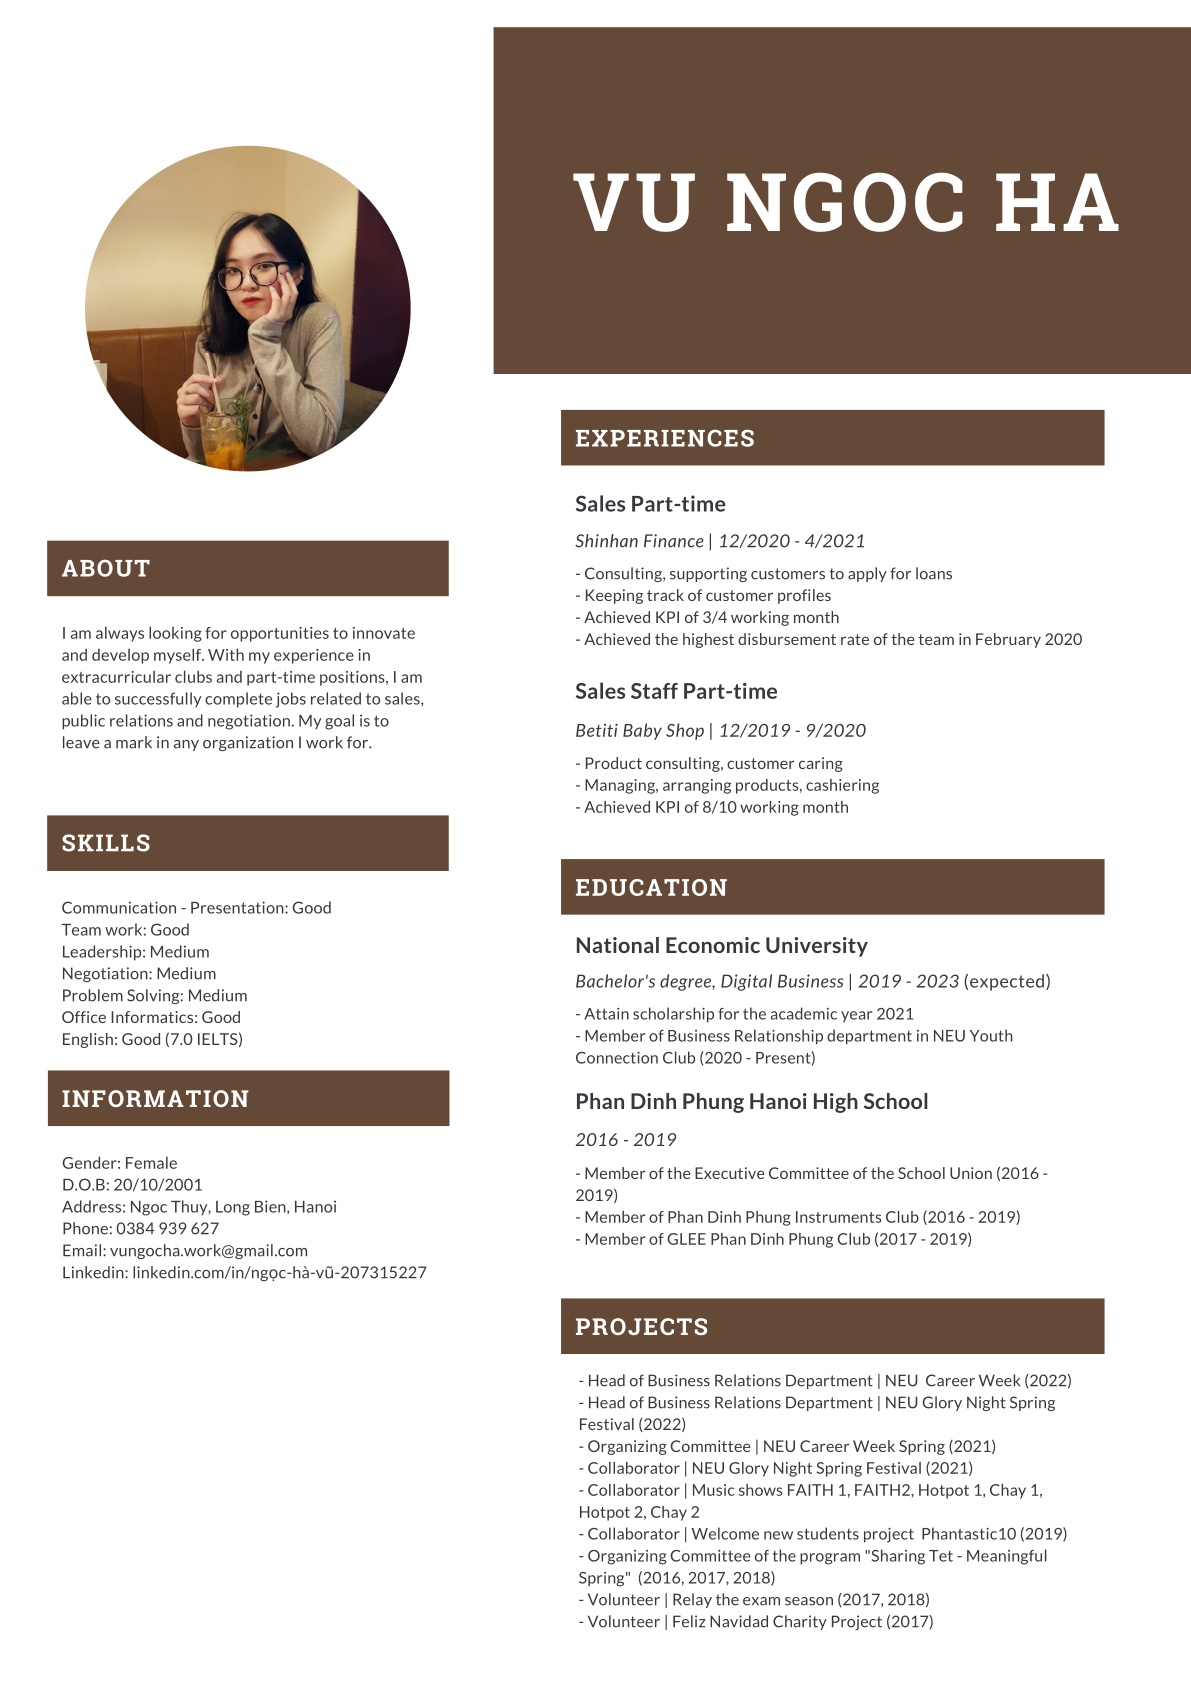 VU NGOC HA
ABOUT
I am always looking for opportunities to innovate
and develop myself. With my experience in
extracurricular clubs and part-time positions, I am
able to successfully complete jobs related to sales,
public relations and negotiation. My goal is to
leave a mark in any organization I work for.
SKILLS
Communication - Presentation: Good
Team work: Good
Leadership: Medium
Negotiation: Medium
Problem Solving: Medium
Office Informatics: Good
English: Good (7.0 IELTS)
INFORMATION
Gender: Female
D.O.B: 20/10/2001
Address: Ngoc Thuy, Long Bien, Hanoi
Phone: 0384 939 627
Email: vungocha.work@gmail.com
Linkedin: linkedin.com/in/ngọc-hà-vũ-207315227
EXPERIENCES
Sales Part-time
Shinhan Finance | 12/2020 - 4/2021
- Consulting, supporting customers to apply for loans
- Keeping track of customer profiles
- Achieved KPI of 3/4 working month
- Achieved the highest disbursement rate of the team in February 2020
Sales Staff Part-time
Betiti Baby Shop | 12/2019 - 9/2020
- Product consulting, customer caring
- Managing, arranging products, cashiering
- Achieved KPI of 8/10 working month
EDUCATION
National Economic University
Bachelor's degree, Digital Business | 2019 - 2023 (expected)
- Attain scholarship for the academic year 2021
- Member of Business Relationship department in NEU Youth
Connection Club (2020 - Present)
Phan Dinh Phung Hanoi High School
2016 - 2019
- Member of the Executive Committee of the School Union (2016 -
2019)
- Member of Phan Dinh Phung Instruments Club (2016 - 2019)
- Member of GLEE Phan Dinh Phung Club (2017 - 2019)
PROJECTS
- Head of Business Relations Department | NEU  Career Week (2022)
- Head of Business Relations Department | NEU Glory Night Spring
Festival (2022)
- Organizing Committee | NEU Career Week Spring (2021)
- Collaborator | NEU Glory Night Spring Festival (2021)
- Collaborator | Music shows FAITH 1, FAITH2, Hotpot 1, Chay 1,
Hotpot 2, Chay 2
- Collaborator | Welcome new students project  Phantastic10 (2019)
- Organizing Committee of the program "Sharing Tet - Meaningful
Spring"  (2016, 2017, 2018)
- Volunteer | Relay the exam season (2017, 2018)
- Volunteer | Feliz Navidad Charity Project (2017)